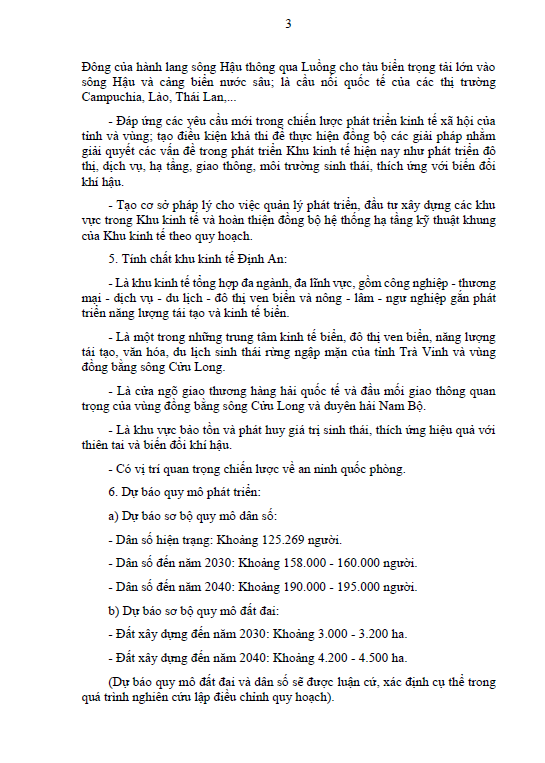 3
Đông của hành lang sông Hậu thông qua Luồng cho tàu biển trọng tải lớn vào
sông Hậu và cảng biển nước sâu; là cầu nối quốc tế của các thị trường
Campuchia, Lào, Thái Lan,...
- Đáp ứng các yêu cầu mới trong chiến lược phát triển kinh tế xã hội của
tỉnh và vùng; tạo điều kiện khả thi để thực hiện đồng bộ các giải pháp nhằm
giải quyết các vấn đề trong phát triển Khu kinh tế hiện nay như phát triển đô
thị, dịch vụ, hạ tầng, giao thông, môi trường sinh thái, thích ứng với biến đổi
khí hậu.
- Tạo cơ sở pháp lý cho việc quản lý phát triển, đầu tư xây dựng các khu
vực trong Khu kinh tế và hoàn thiện đồng bộ hệ thống hạ tầng kỹ thuật khung
của Khu kinh tế theo quy hoạch.
5. Tính chất khu kinh tế Định An:
- Là khu kinh tế tổng hợp đa ngành, đa lĩnh vực, gồm công nghiệp - thương
mại - dịch vụ - du lịch - đô thị ven biển và nông - lâm - ngư nghiệp gắn phát
triển năng lượng tái tạo và kinh tế biển.
- Là một trong những trung tâm kinh tế biển, đô thị ven biển, năng lượng
tái tạo, văn hóa, du lịch sinh thái rừng ngập mặn của tỉnh Trà Vinh và vùng
đồng bằng sông Cửu Long.
- Là cửa ngõ giao thương hàng hải quốc tế và đầu mối giao thông quan
trọng của vùng đồng bằng sông Cửu Long và duyên hải Nam Bộ.
- Là khu vực bảo tồn và phát huy giá trị sinh thái, thích ứng hiệu quả với
thiên tai và biến đổi khí hậu.
- Có vị trí quan trọng chiến lược về an ninh quốc phòng.
6. Dự báo quy mô phát triển:
a) Dự báo sơ bộ quy mô dân số:
- Dân số hiện trạng: Khoảng 125.269 người.
- Dân số đến năm 2030: Khoảng 158.000 - 160.000 người.
- Dân số đến năm 2040: Khoảng 190.000 - 195.000 người.
b) Dự báo sơ bộ quy mô đất đai:
- Đất xây dựng đến năm 2030: Khoảng 3.000 - 3.200 ha.
- Đất xây dựng đến năm 2040: Khoảng 4.200 - 4.500 ha.
(Dự báo quy mô đất đai và dân số sẽ được luận cứ, xác định cụ thể trong
quá trình nghiên cứu lập điều chỉnh quy hoạch).